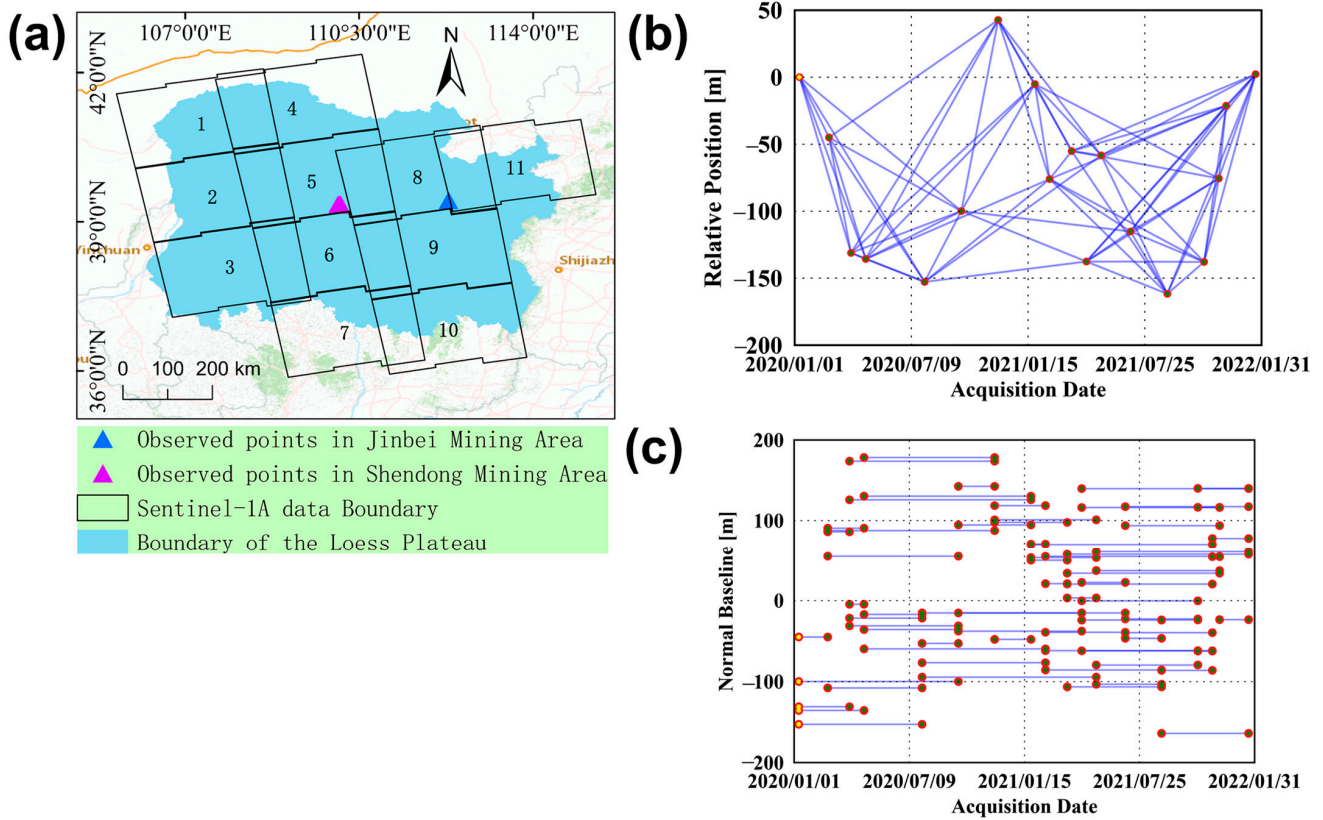 (a)
107°0'0"E 110°30'0"E 114°0'0"E
N
42°0'0"N
39°0'0"N
36°0'0"N
4
1
ot
11
2
5
8
Yinchuan
3
6
9
Shijiazh
7
10
0 100 200 km
Observed points in Jinbei Mining Area
Observed points in Shendong Mining Area
Sentinel-1A data Boundary
Boundary of the Loess Plateau
(b)
Relative Position [m]
50
0
−50
−100
−150
−200
2020/01/01 2020/07/09 2021/01/15 2021/07/25 2022/01/31
Acquisition Date
(c)
Normal Baseline [m]
200
100
0
−100
−200
2020/01/01 2020/07/09 2021/01/15 2021/07/25 2022/01/31
Acquisition Date